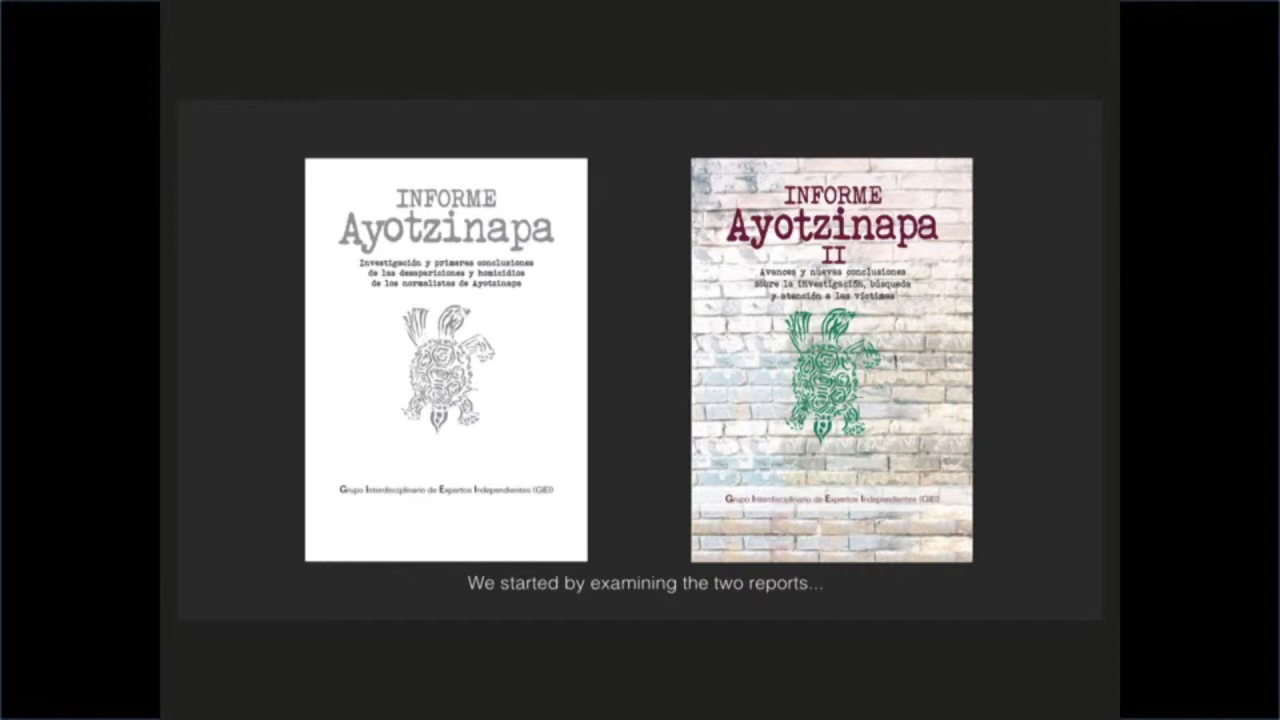 INFORME
Ayotzinapa
Investigación y primeras conclusiones
de las desapariciones y homicidios
de los normalistas de Ayotzinapa
Grupo Interdisciplinario de Expertos Independientes (GIEI)
INFORME
Ayotzinapa
II
Avances y nuevas conclusiones
sobre la investigación, búsqueda
y atención a las víctimas
Grupo Interdisciplinario de Expertos Independientes (GIEI)
We started by examining the two reports...